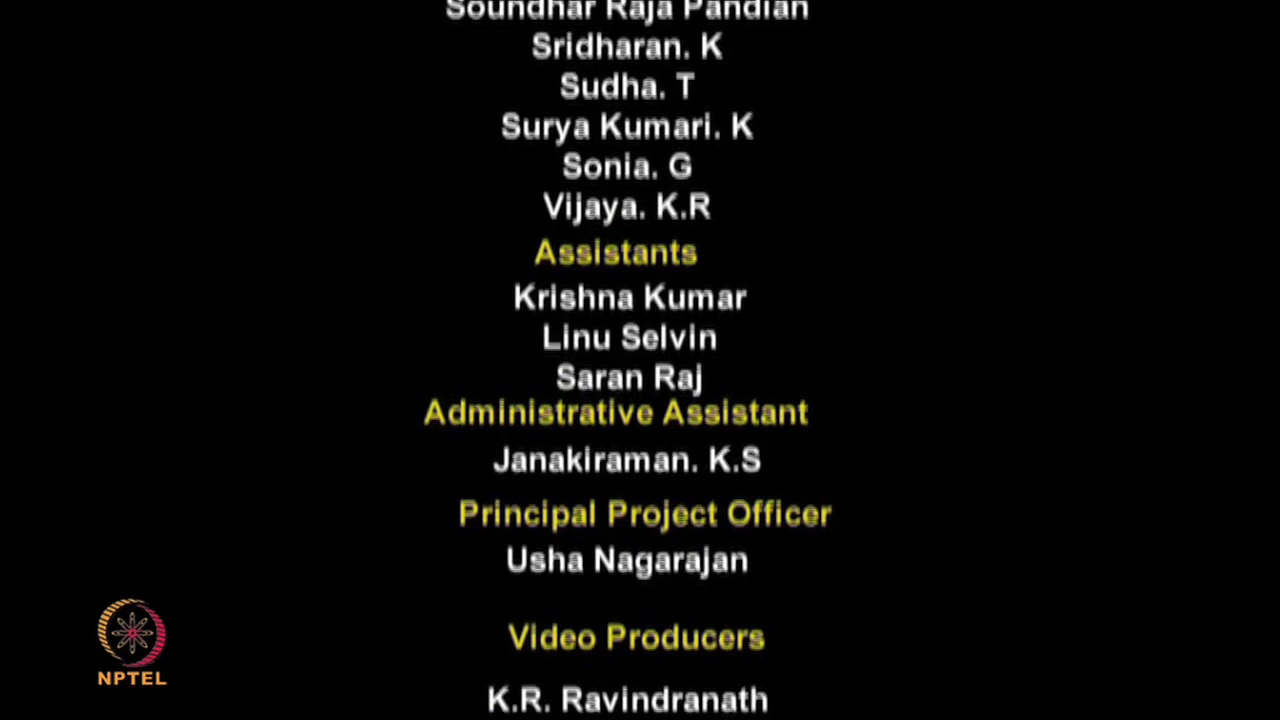 Soundhar Raja Pandian
Sridharan. K
Sudha. T
Surya Kumari. K
Sonia. G
Vijaya. K.R
Assistants
Krishna Kumar
Linu Selvin
Saran Raj
Administrative Assistant
Janakiraman. K.S
Principal Project Officer
Usha Nagarajan
Video Producers
K.R. Ravindranath
NPTEL